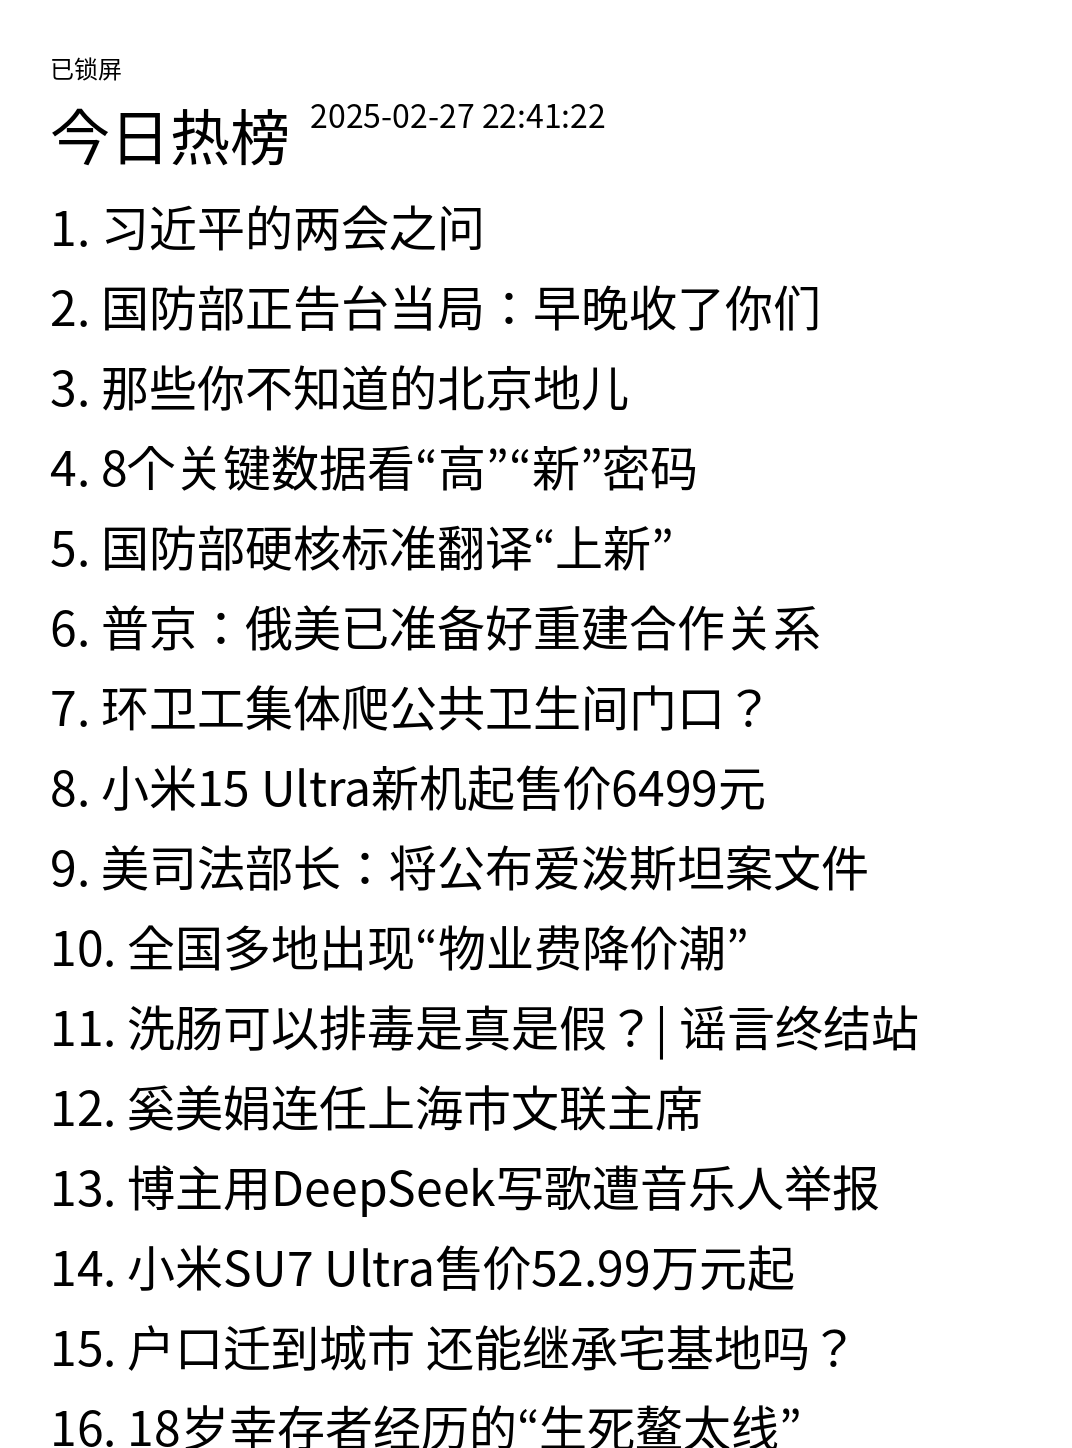 已锁屏
今日热榜 2025-02-27 22:41:22
1. 习近平的两会之问
2. 国防部正告台当局：早晚收了你们
3. 那些你不知道的北京地儿
4. 8个关键数据看“高”“新”密码
5. 国防部硬核标准翻译“上新”
6. 普京：俄美已准备好重建合作关系
7. 环卫工集体爬公共卫生间门口？
8. 小米15 Ultra新机起售价6499元
9. 美司法部长：将公布爱泼斯坦案文件
10. 全国多地出现“物业费降价潮”
11. 洗肠可以排毒是真是假？| 谣言终结站
12. 奚美娟连任上海市文联主席
13. 博主用DeepSeek写歌遭音乐人举报
14. 小米SU7 Ultra售价52.99万元起
15. 户口迁到城市 还能继承宅基地吗？
16. 18岁幸存者经历的“生死鳌太线”